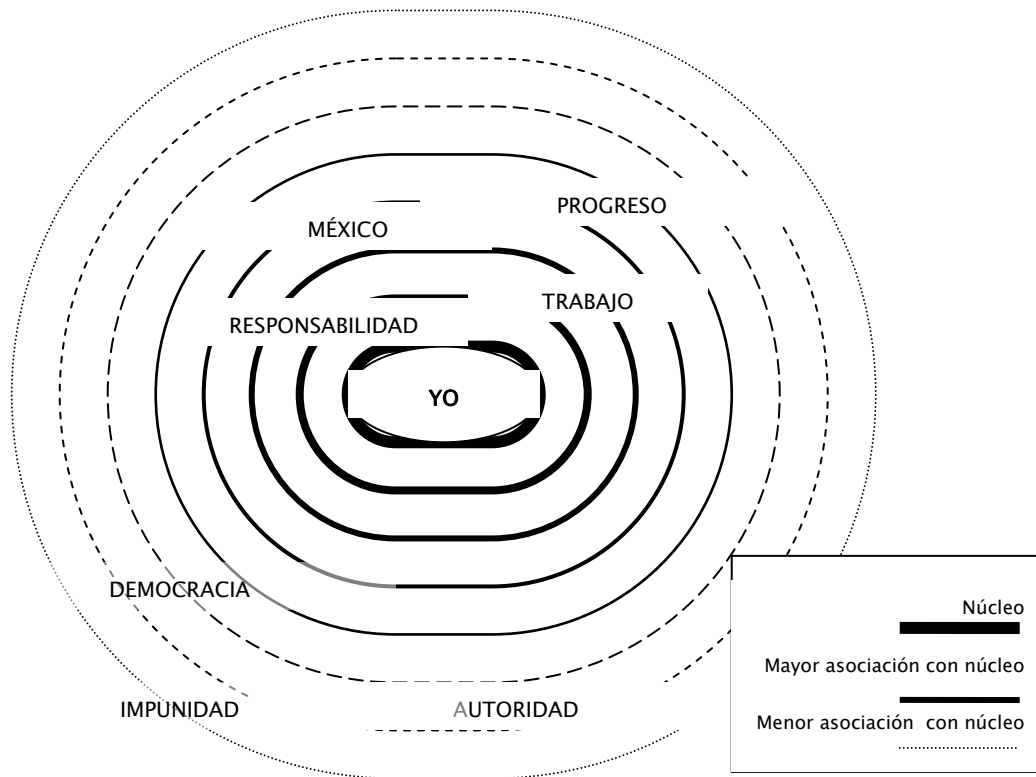 PROGRESO
MÉXICO
TRABAJO
RESPONSABILIDAD
YO
DEMOCRACIA
IMPUNIDAD
AUTORIDAD
Núcleo
Mayor asociación con núcleo
Menor asociación con núcleo